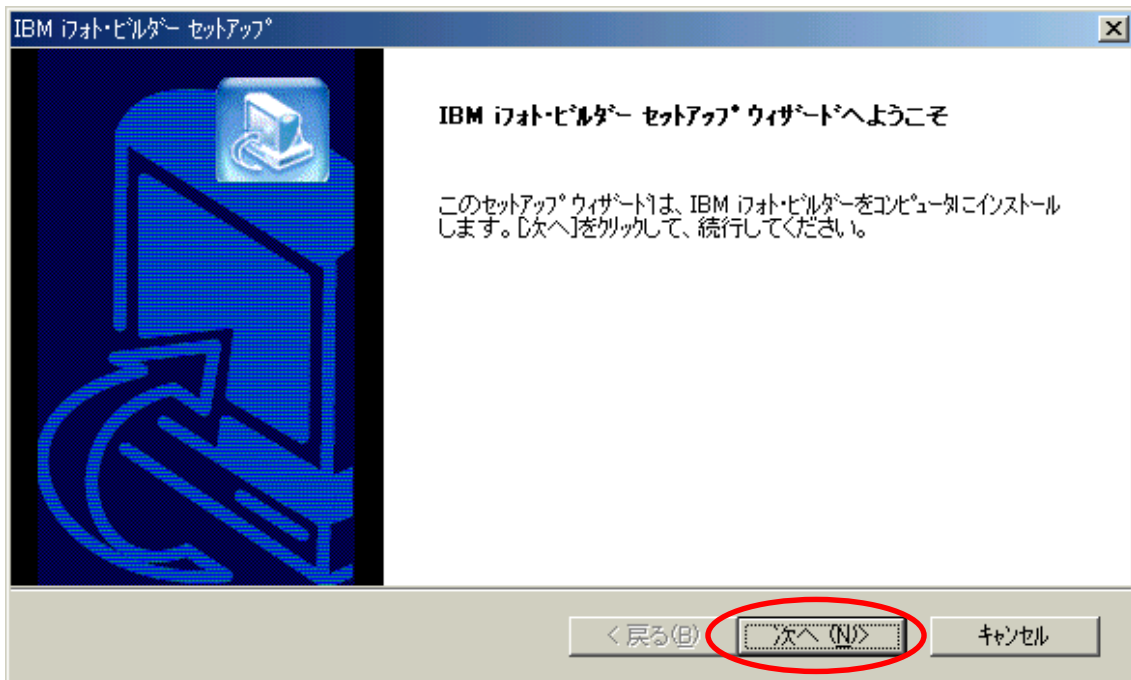 IBM iﾌｫﾄ･ﾋﾞﾙﾀﾞｰ ｾｯﾄｱｯﾌﾟ
IBM iﾌｫﾄ･ﾋﾞﾙﾀﾞｰ ｾｯﾄｱｯﾌﾟ ｳｨｻﾞｰﾄﾞへようこそ
このｾｯﾄｱｯﾌﾟ ｳｨｻﾞｰﾄﾞは、IBM iﾌｫﾄ･ﾋﾞﾙﾀﾞｰをｺﾝﾋﾟｭｰﾀにｲﾝｽﾄｰﾙ
します。[次へ]をｸﾘｯｸして、続行してください。
< 戻る(B)
次へ (N)>
ｷｬﾝｾﾙ